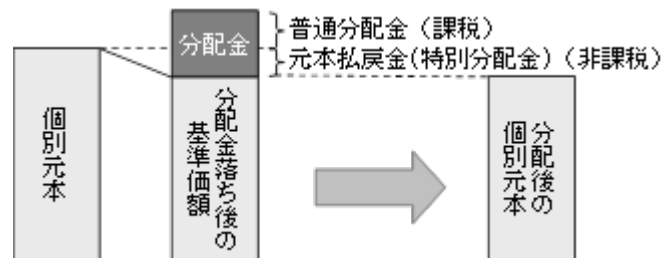 普通分配金（課税）
分配金
元本払戻金(特別分配金)（非課税）
個別元本
分配金落ち後の
基準価額
分配後の
個別元本